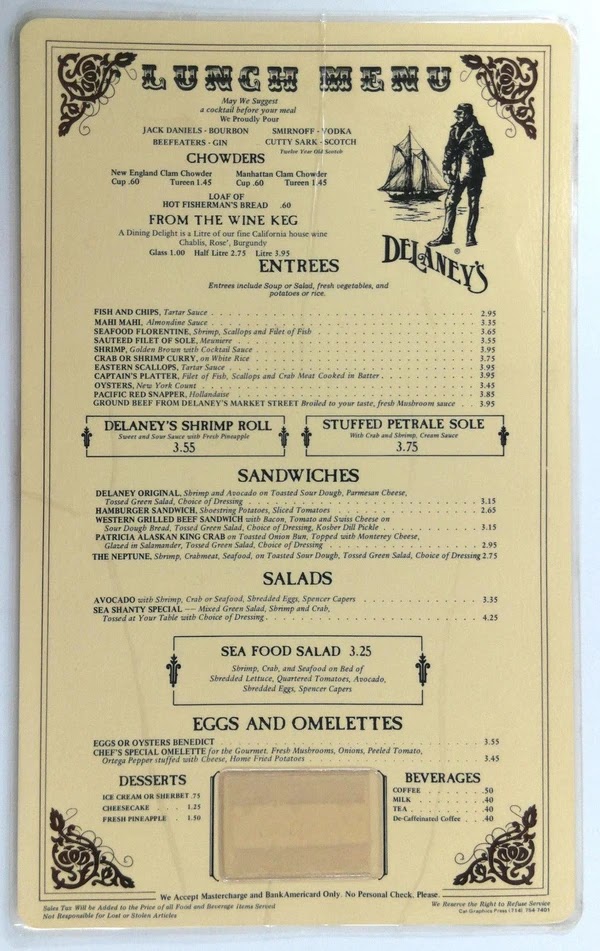 LUNCH MENU
May We Suggest
a cocktail before your meal
We Proudly Pour
JACK DANIELS - BOURBON SMIRNOFF - VODKA
BEEFEATERS - GIN CUTTY SARK - SCOTCH
Twelve Year Old Scotch
CHOWDERS
New England Clam Chowder Manhattan Clam Chowder
Cup .60 Tureen 1.45 Cup .60 Tureen 1.45
LOAF OF
HOT FISHERMAN'S BREAD .60
FROM THE WINE KEG
A Dining Delight is a Litre of our fine California house wine
Chablis, Rose', Burgundy
Glass 1.00 Half Litre 2.75 Litre 3.95
DELANEY'S ®
ENTREES
Entrees include Soup or Salad, fresh vegetables, and
potatoes or rice.
FISH AND CHIPS, Tartar Sauce 2.95
MAHI MAHI, Almondine Sauce 3.35
SEAFOOD FLORENTINE, Shrimp, Scallops and Filet of Fish 3.65
SAUTEED FILET OF SOLE, Meuniere 3.55
SHRIMP, Golden Brown with Cocktail Sauce 3.95
CRAB OR SHRIMP CURRY, on White Rice 3.75
EASTERN SCALLOPS, Tartar Sauce 3.95
CAPTAIN'S PLATTER, Filet of Fish, Scallops and Crab Meat Cooked in Batter 3.95
OYSTERS, New York Count 3.45
PACIFIC RED SNAPPER, Hollandaise 3.85
GROUND BEEF FROM DELANEY'S MARKET STREET Broiled to your taste, fresh Mushroom sauce 3.95
DELANEY'S SHRIMP ROLL
Sweet and Sour Sauce with Fresh Pineapple
3.55
STUFFED PETRALE SOLE
With Crab and Shrimp, Cream Sauce
3.75
SANDWICHES
DELANEY ORIGINAL, Shrimp and Avocado on Toasted Sour Dough, Parmesan Cheese,
Tossed Green Salad, Choice of Dressing 3.15
HAMBURGER SANDWICH, Shoestring Potatoes, Sliced Tomatoes 2.65
WESTERN GRILLED BEEF SANDWICH with Bacon, Tomato and Swiss Cheese on
Sour Dough Bread, Tossed Green Salad, Choice of Dressing, Kosher Dill Pickle 3.15
PATRICIA ALASKAN KING CRAB on Toasted Onion Bun, Topped with Monterey Cheese,
Glazed in Salamander, Tossed Green Salad, Choice of Dressing 2.95
THE NEPTUNE, Shrimp, Crabmeat, Seafood, on Toasted Sour Dough, Tossed Green Salad, Choice of Dressing 2.75
SALADS
AVOCADO with Shrimp, Crab or Seafood, Shredded Eggs, Spencer Capers 3.35
SEA SHANTY SPECIAL — Mixed Green Salad, Shrimp and Crab,
Tossed at Your Table with Choice of Dressing 4.25
SEA FOOD SALAD 3.25
Shrimp, Crab, and Seafood on Bed of
Shredded Lettuce, Quartered Tomatoes, Avocado,
Shredded Eggs, Spencer Capers
EGGS AND OMELETTES
EGGS OR OYSTERS BENEDICT 3.55
CHEF'S SPECIAL OMELETTE for the Gourmet. Fresh Mushrooms, Onions, Peeled Tomato,
Ortega Pepper stuffed with Cheese, Home Fried Potatoes 3.45
DESSERTS
ICE CREAM OR SHERBET .75
CHEESECAKE 1.25
FRESH PINEAPPLE 1.50
BEVERAGES
COFFEE .50
MILK .40
TEA .40
De-Caffeinated Coffee .40
We Accept Mastercharge and BankAmericard Only. No Personal Check. Please.
Sales Tax Will be Added to the Price of all Food and Beverage Items Served
Not Responsible for Lost or Stolen Articles
We Reserve the Right to Refuse Service
Cal-Graphics Press (714) 754-7401